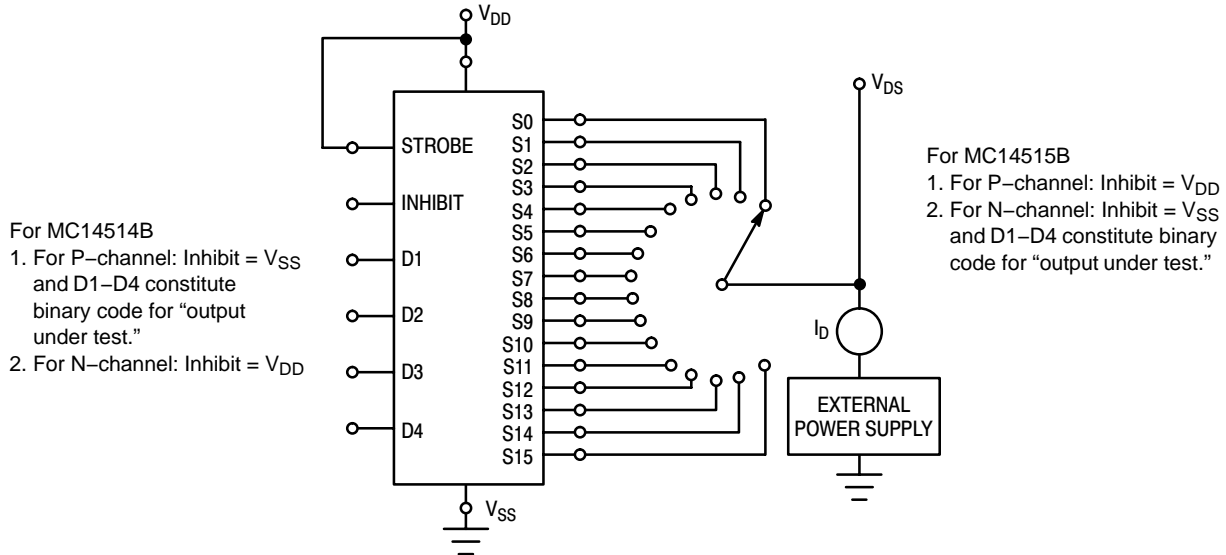 V_DD
V_DS
STROBE
INHIBIT
D1
D2
D3
D4
S0
S1
S2
S3
S4
S5
S6
S7
S8
S9
S10
S11
S12
S13
S14
S15
V_SS
I_D
EXTERNAL
POWER SUPPLY
For MC14514B
1. For P−channel: Inhibit = V_SS
and D1−D4 constitute
binary code for “output
under test.”
2. For N−channel: Inhibit = V_DD
For MC14515B
1. For P−channel: Inhibit = V_DD
2. For N−channel: Inhibit = V_SS
and D1−D4 constitute binary
code for “output under test.”